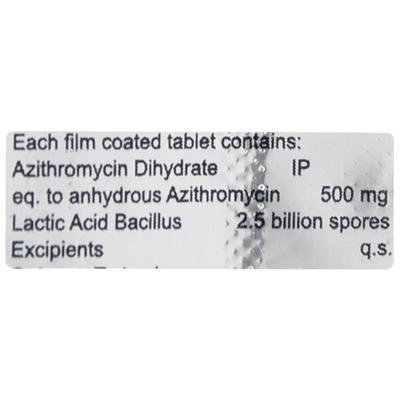 Each film coated tablet contains:
Azithromycin Dihydrate IP
eq. to anhydrous Azithromycin 500 mg
Lactic Acid Bacillus 2.5 billion spores
Excipients q.s.